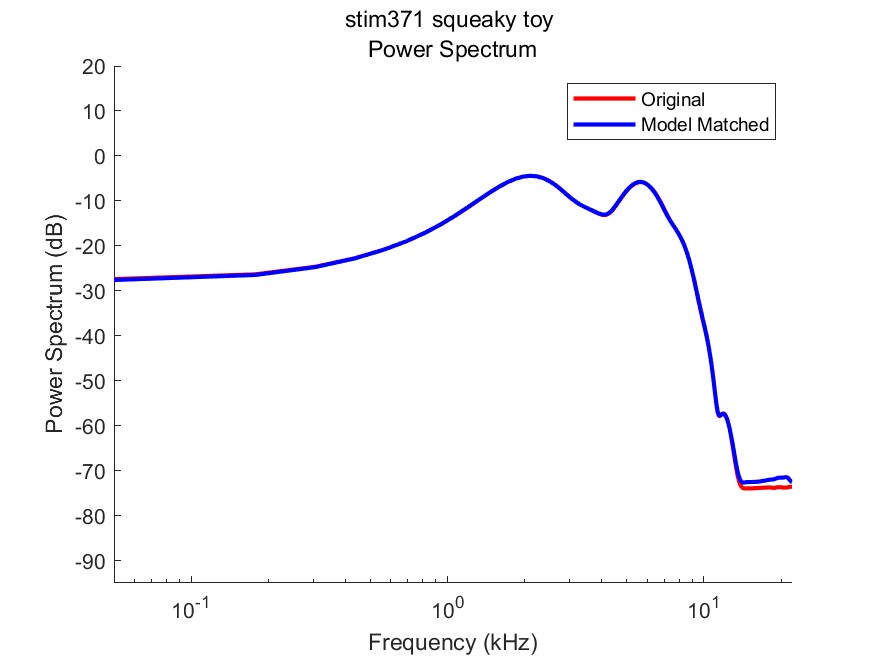 stim371 squeaky toy
Power Spectrum
20
10
0
-10
-20
-30
-40
-50
-60
-70
-80
-90
Power Spectrum (dB)
Original
Model Matched
10^-1
10^0
10^1
Frequency (kHz)